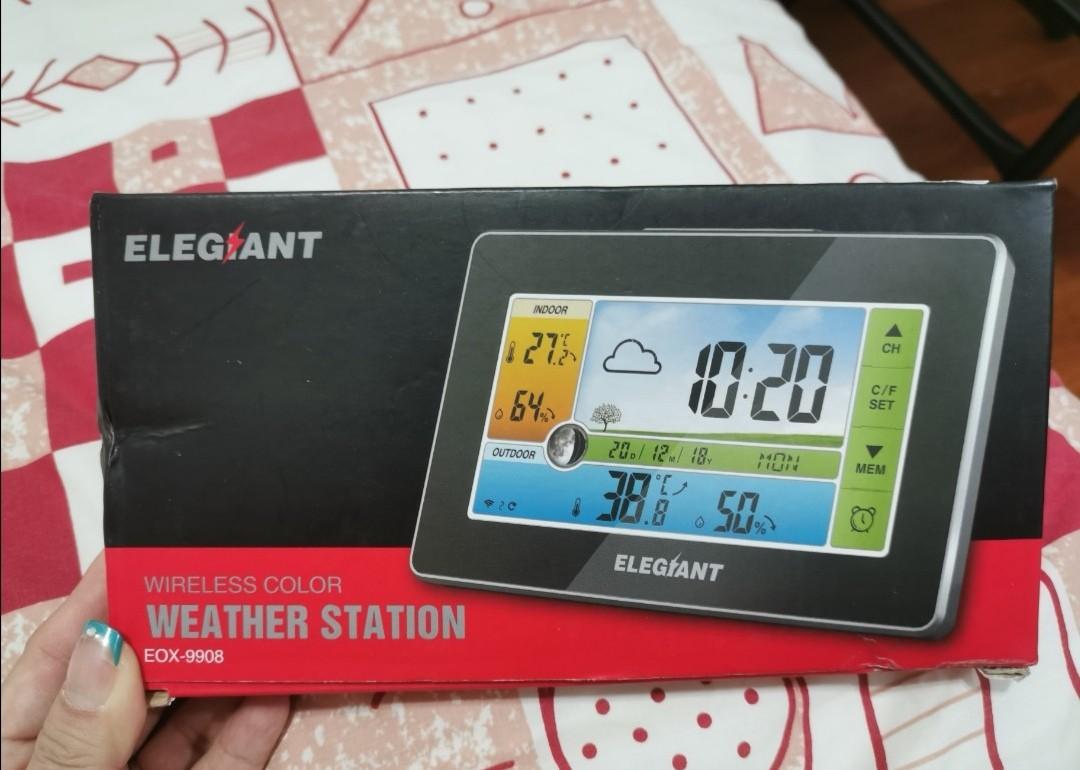 ELEGIANT
INDOOR
27.2°C
64%
10:20
20D/12M/18Y MON
OUTDOOR
2
38.8°C
50%
CH
C/F
SET
MEM
ELEGIANT
WIRELESS COLOR
WEATHER STATION
EOX-9908